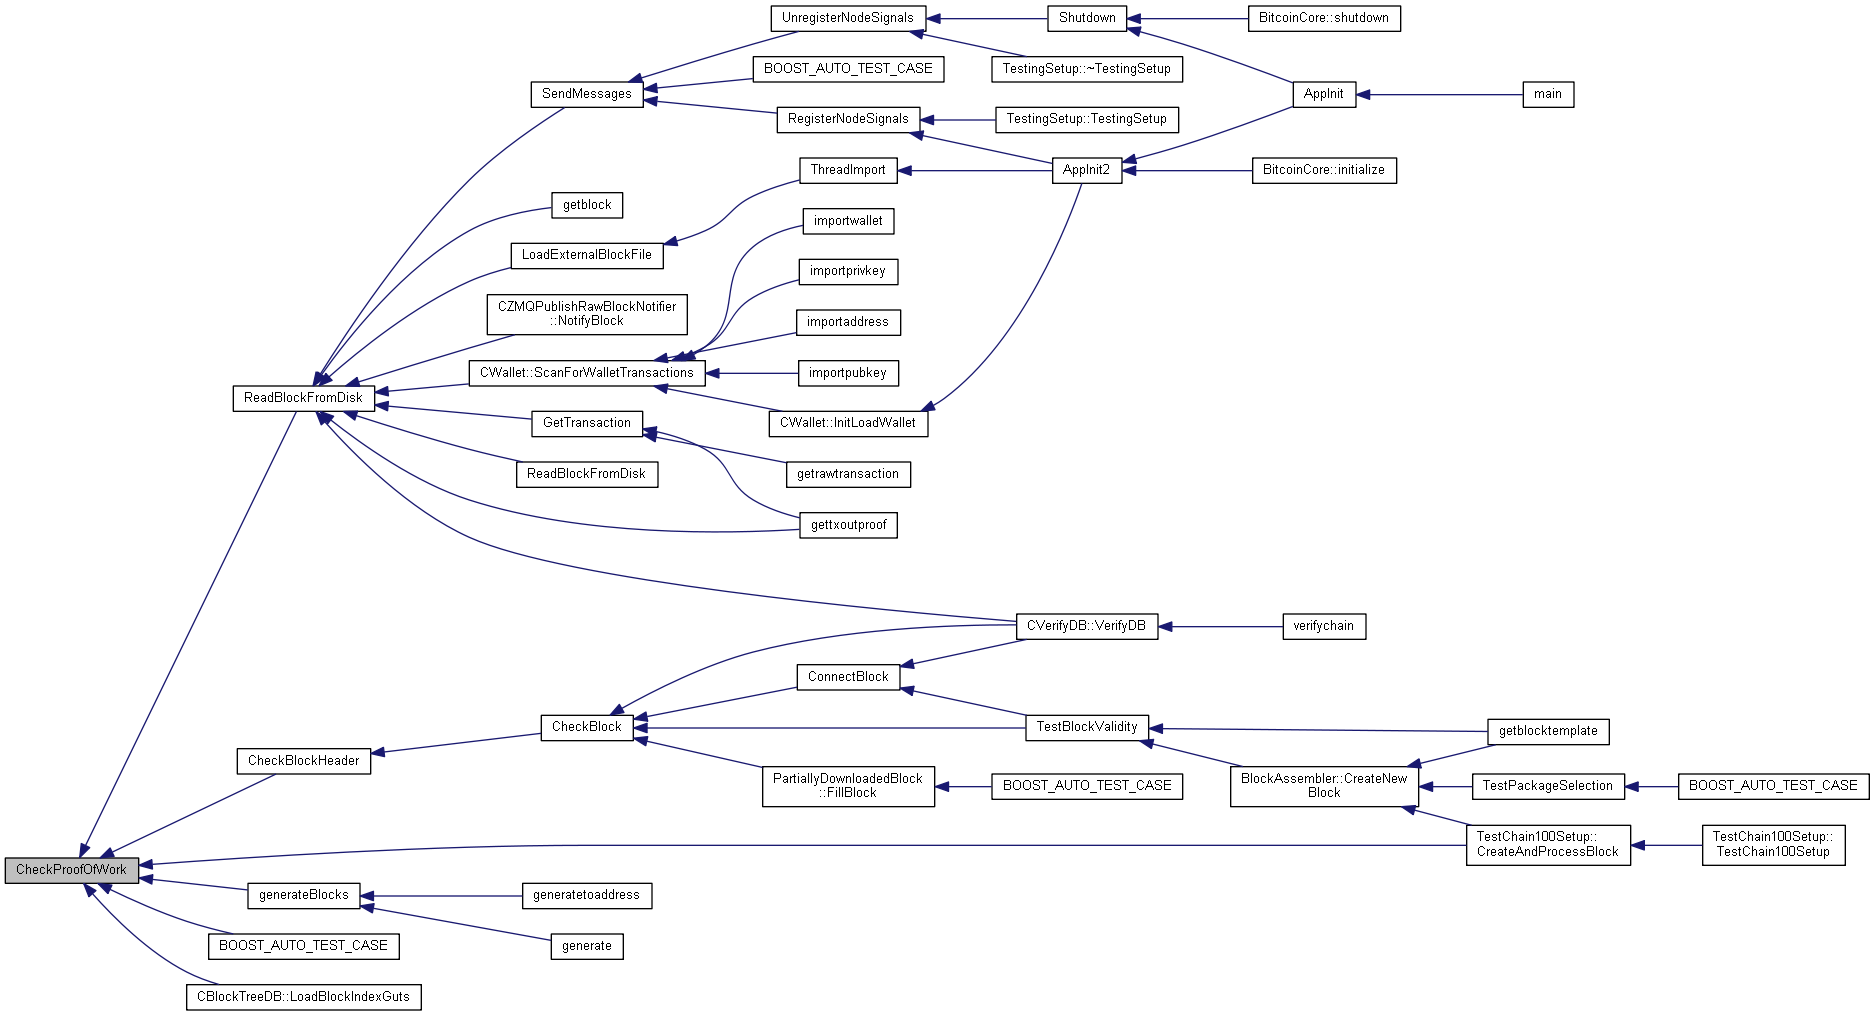 UnregisterNodeSignals
Shutdown
BitcoinCore::shutdown
BOOST_AUTO_TEST_CASE
TestingSetup::~TestingSetup
SendMessages
AppInit
main
RegisterNodeSignals
TestingSetup::TestingSetup
ThreadImport
AppInit2
BitcoinCore::initialize
getblock
importwallet
LoadExternalBlockFile
importprivkey
CZMQPublishRawBlockNotifier
::NotifyBlock
importaddress
CWallet::ScanForWalletTransactions
importpubkey
ReadBlockFromDisk
GetTransaction
CWallet::InitLoadWallet
ReadBlockFromDisk
getrawtransaction
gettxoutproof
CVerifyDB::VerifyDB
verifychain
ConnectBlock
CheckBlock
TestBlockValidity
getblocktemplate
CheckBlockHeader
PartiallyDownloadedBlock
::FillBlock
BOOST_AUTO_TEST_CASE
BlockAssembler::CreateNew
Block
TestPackageSelection
BOOST_AUTO_TEST_CASE
TestChain100Setup::
CreateAndProcessBlock
TestChain100Setup::
TestChain100Setup
CheckProofOfWork
generateBlocks
generatetoaddress
BOOST_AUTO_TEST_CASE
generate
CBlockTreeDB::LoadBlockIndexGuts